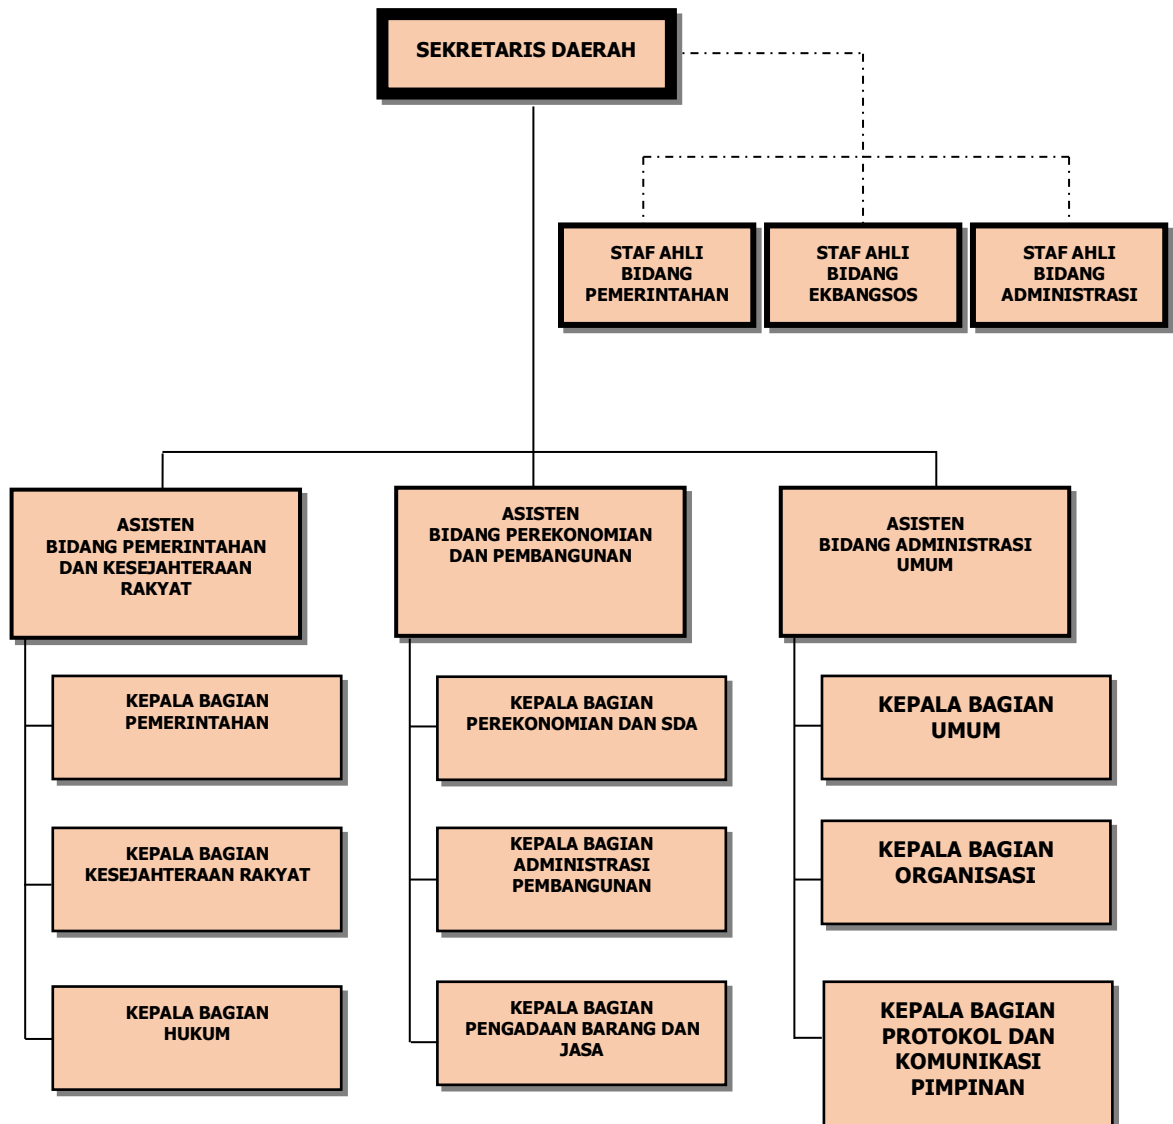 SEKRETARIS DAERAH
STAF AHLI
BIDANG
PEMERINTAHAN
STAF AHLI
BIDANG
EKBANGSOS
STAF AHLI
BIDANG
ADMINISTRASI
ASISTEN
BIDANG PEMERINTAHAN
DAN KESEJAHTERAAN
RAKYAT
ASISTEN
BIDANG PEREKONOMIAN
DAN PEMBANGUNAN
ASISTEN
BIDANG ADMINISTRASI
UMUM
KEPALA BAGIAN
PEMERINTAHAN
KEPALA BAGIAN
KESEJAHTERAAN RAKYAT
KEPALA BAGIAN
HUKUM
KEPALA BAGIAN
PEREKONOMIAN DAN SDA
KEPALA BAGIAN
ADMINISTRASI
PEMBANGUNAN
KEPALA BAGIAN
PENGADAAN BARANG DAN
JASA
KEPALA BAGIAN
UMUM
KEPALA BAGIAN
ORGANISASI
KEPALA BAGIAN
PROTOKOL DAN
KOMUNIKASI
PIMPINAN